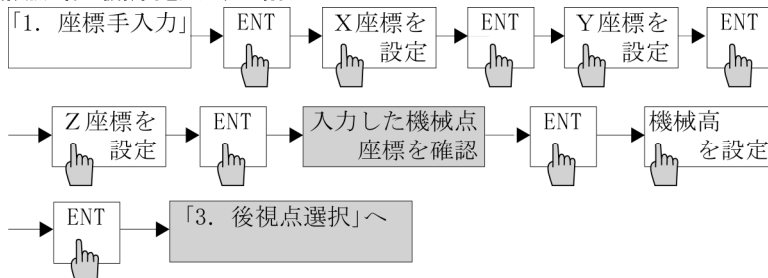 「1. 座標手入力」
ENT
X座標を
設定
ENT
Y座標を
設定
ENT
Z座標を
設定
ENT
入力した機械点
座標を確認
ENT
機械高
を設定
ENT
「3. 後視点選択」へ